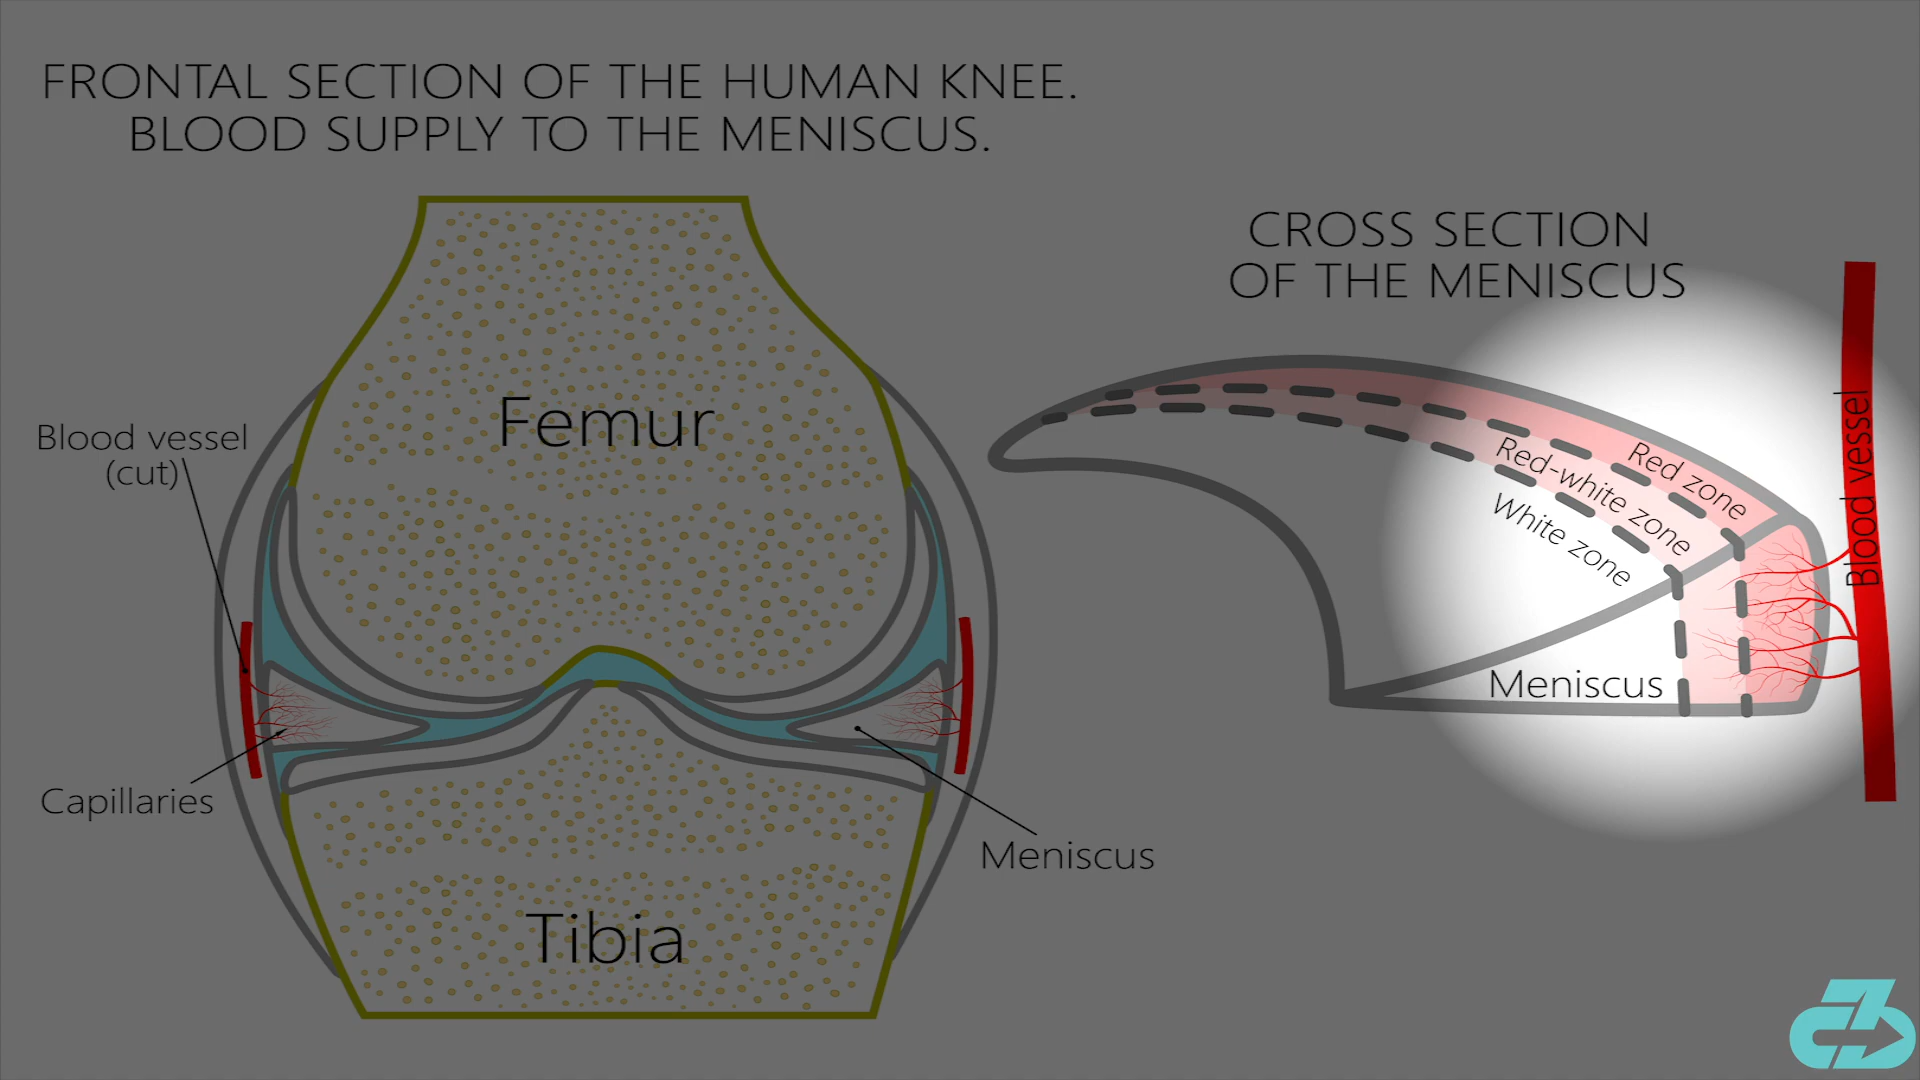 FRONTAL SECTION OF THE HUMAN KNEE.
BLOOD SUPPLY TO THE MENISCUS.
CROSS SECTION
OF THE MENISCUS
Femur
Blood vessel
(cut)
Blood vessel
Red zone
Red-white zone
White zone
Meniscus
Capillaries
Meniscus
Tibia